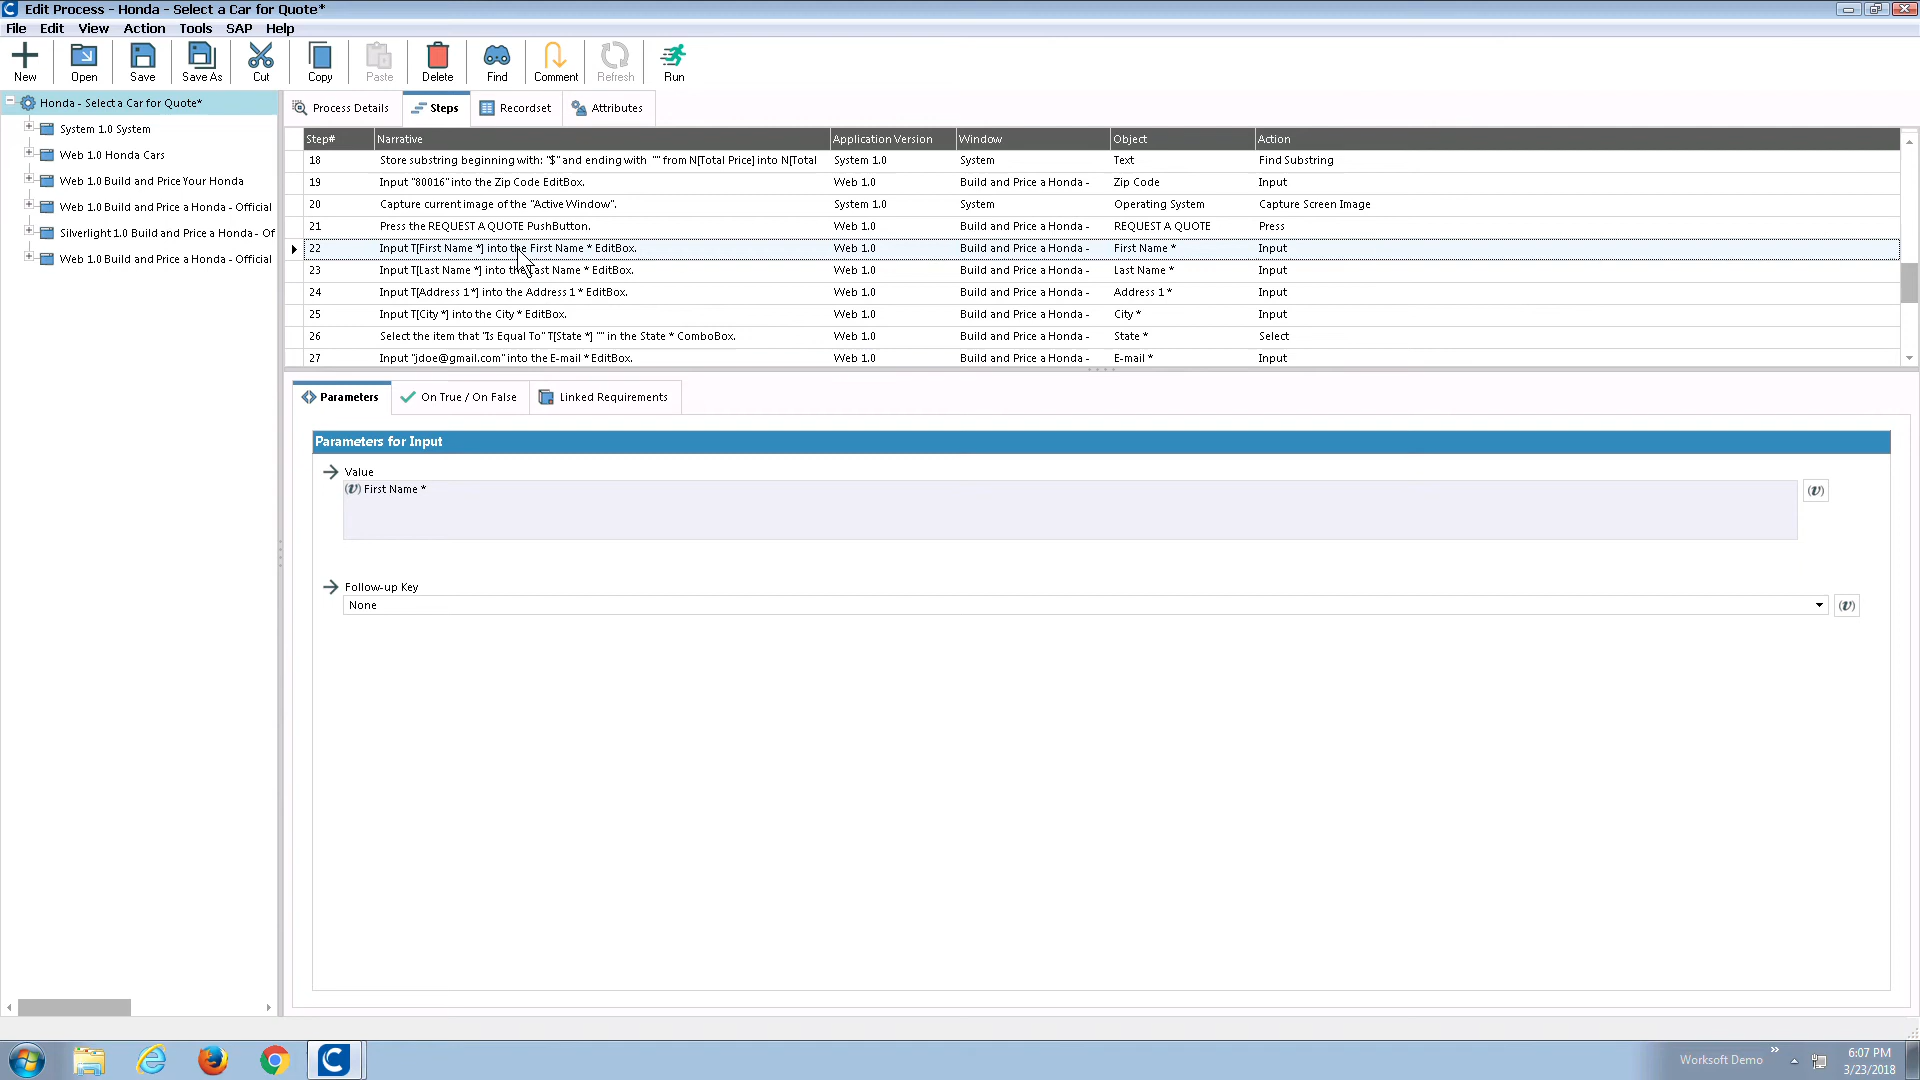 Edit Process - Honda - Select a Car for Quote*
File Edit View Action Tools SAP Help
New Open Save Save As Cut Copy Paste Delete Find Comment Refresh Run
Honda - Select a Car for Quote*
System 1.0 System
Web 1.0 Honda Cars
Web 1.0 Build and Price Your Honda
Web 1.0 Build and Price a Honda - Official
Silverlight 1.0 Build and Price a Honda - Of
Web 1.0 Build and Price a Honda - Official
Process Details Steps Recordset Attributes
Step# Narrative Application Version Window Object Action
18 Store substring beginning with: "$" and ending with "" from N[Total Price] into N[Total System 1.0 System Text Find Substring
19 Input "80016" into the Zip Code EditBox. Web 1.0 Build and Price a Honda - Zip Code Input
20 Capture current image of the "Active Window". System 1.0 System Operating System Capture Screen Image
21 Press the REQUEST A QUOTE PushButton. Web 1.0 Build and Price a Honda - REQUEST A QUOTE Press
22 Input T[First Name *] into the First Name * EditBox. Web 1.0 Build and Price a Honda - First Name * Input
23 Input T[Last Name *] into the Last Name * EditBox. Web 1.0 Build and Price a Honda - Last Name * Input
24 Input T[Address 1 *] into the Address 1 * EditBox. Web 1.0 Build and Price a Honda - Address 1 * Input
25 Input T[City *] into the City * EditBox. Web 1.0 Build and Price a Honda - City * Input
26 Select the item that "Is Equal To" T[State *] "" in the State * ComboBox. Web 1.0 Build and Price a Honda - State * Select
27 Input "jdoe@gmail.com" into the E-mail * EditBox. Web 1.0 Build and Price a Honda - E-mail * Input
Parameters On True / On False Linked Requirements
Parameters for Input
Value
(v) First Name *
(v)
Follow-up Key
None
(v)
Worksoft Demo
6:07 PM
3/23/2018